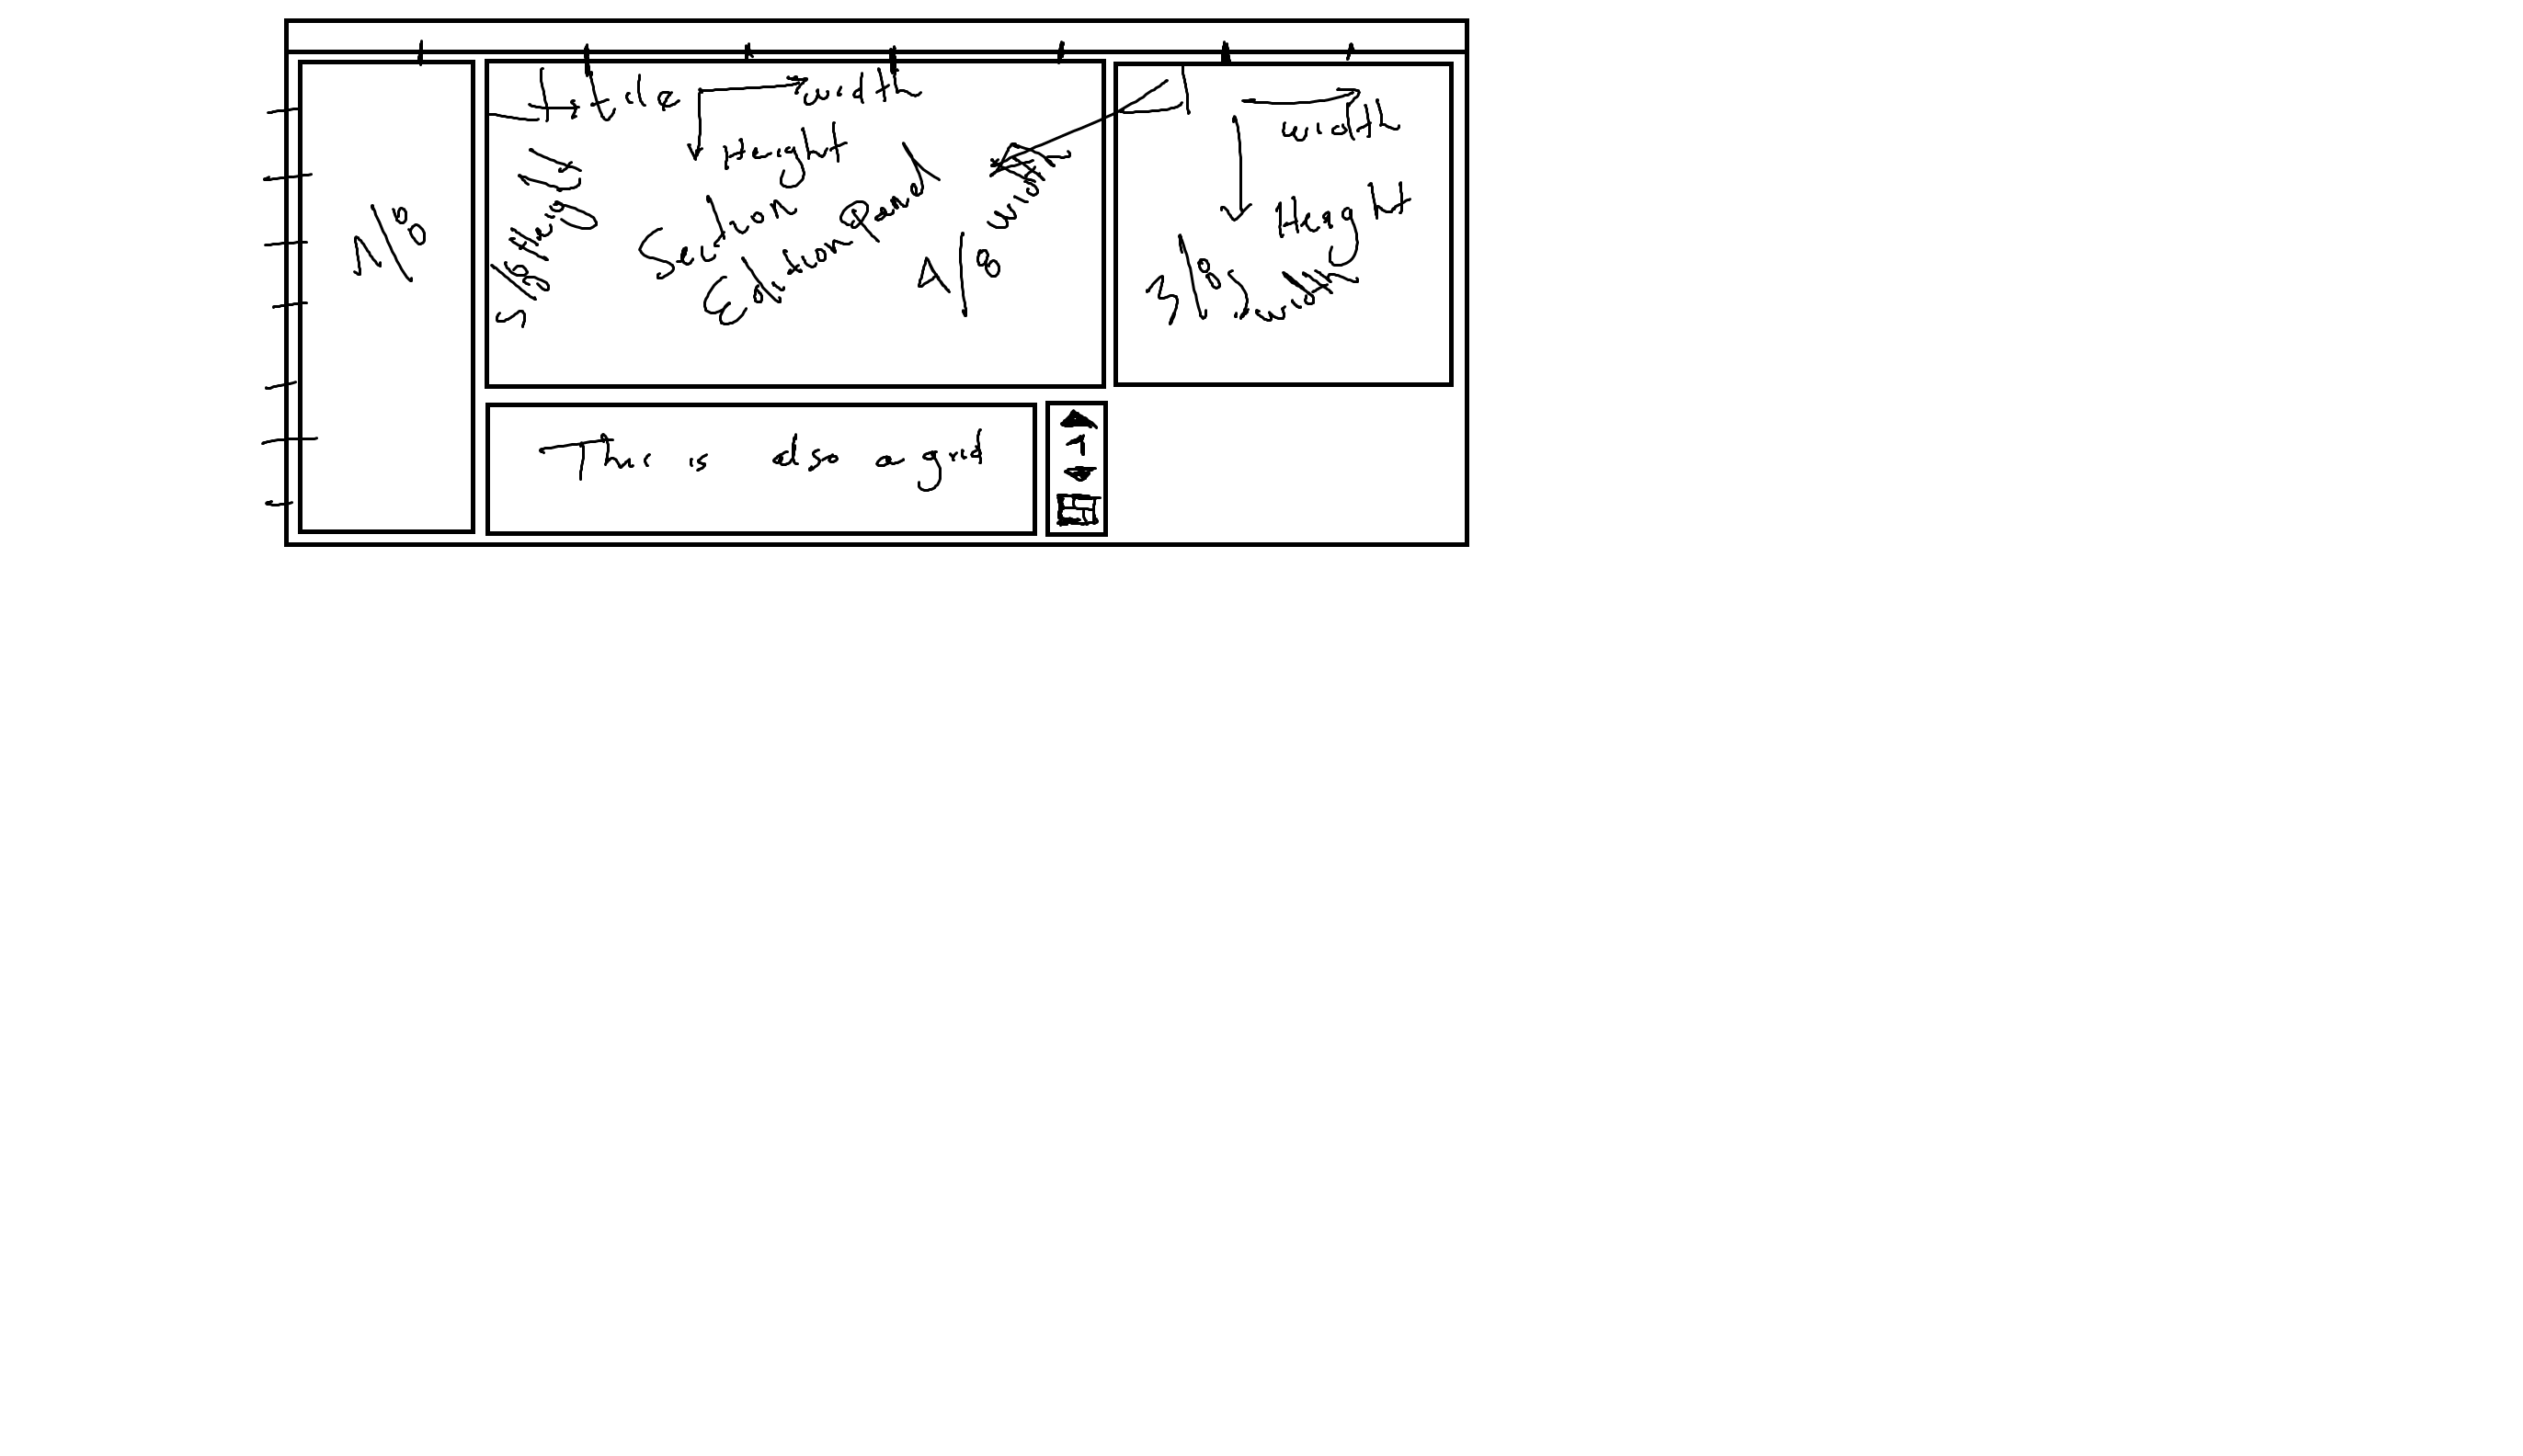 1/8
width
Height
5/8 Height
Section
Edition Panel
4/8 width
width
Height
3/8 width
This is also a grid
1